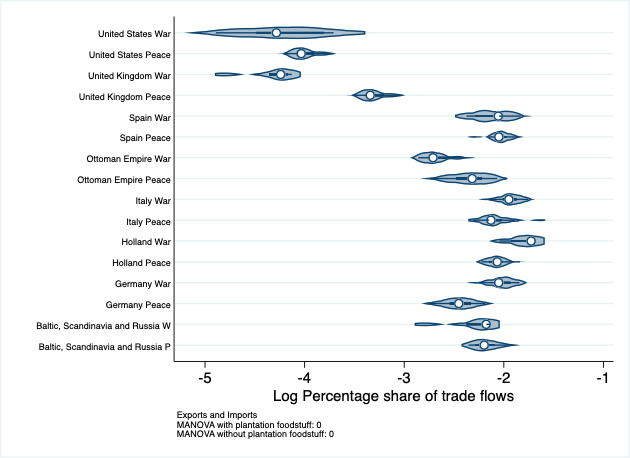 United States War
United States Peace
United Kingdom War
United Kingdom Peace
Spain War
Spain Peace
Ottoman Empire War
Ottoman Empire Peace
Italy War
Italy Peace
Holland War
Holland Peace
Germany War
Germany Peace
Baltic, Scandinavia and Russia W
Baltic, Scandinavia and Russia P
-5 -4 -3 -2 -1
Log Percentage share of trade flows
Exports and Imports
MANOVA with plantation foodstuff: 0
MANOVA without plantation foodstuff: 0